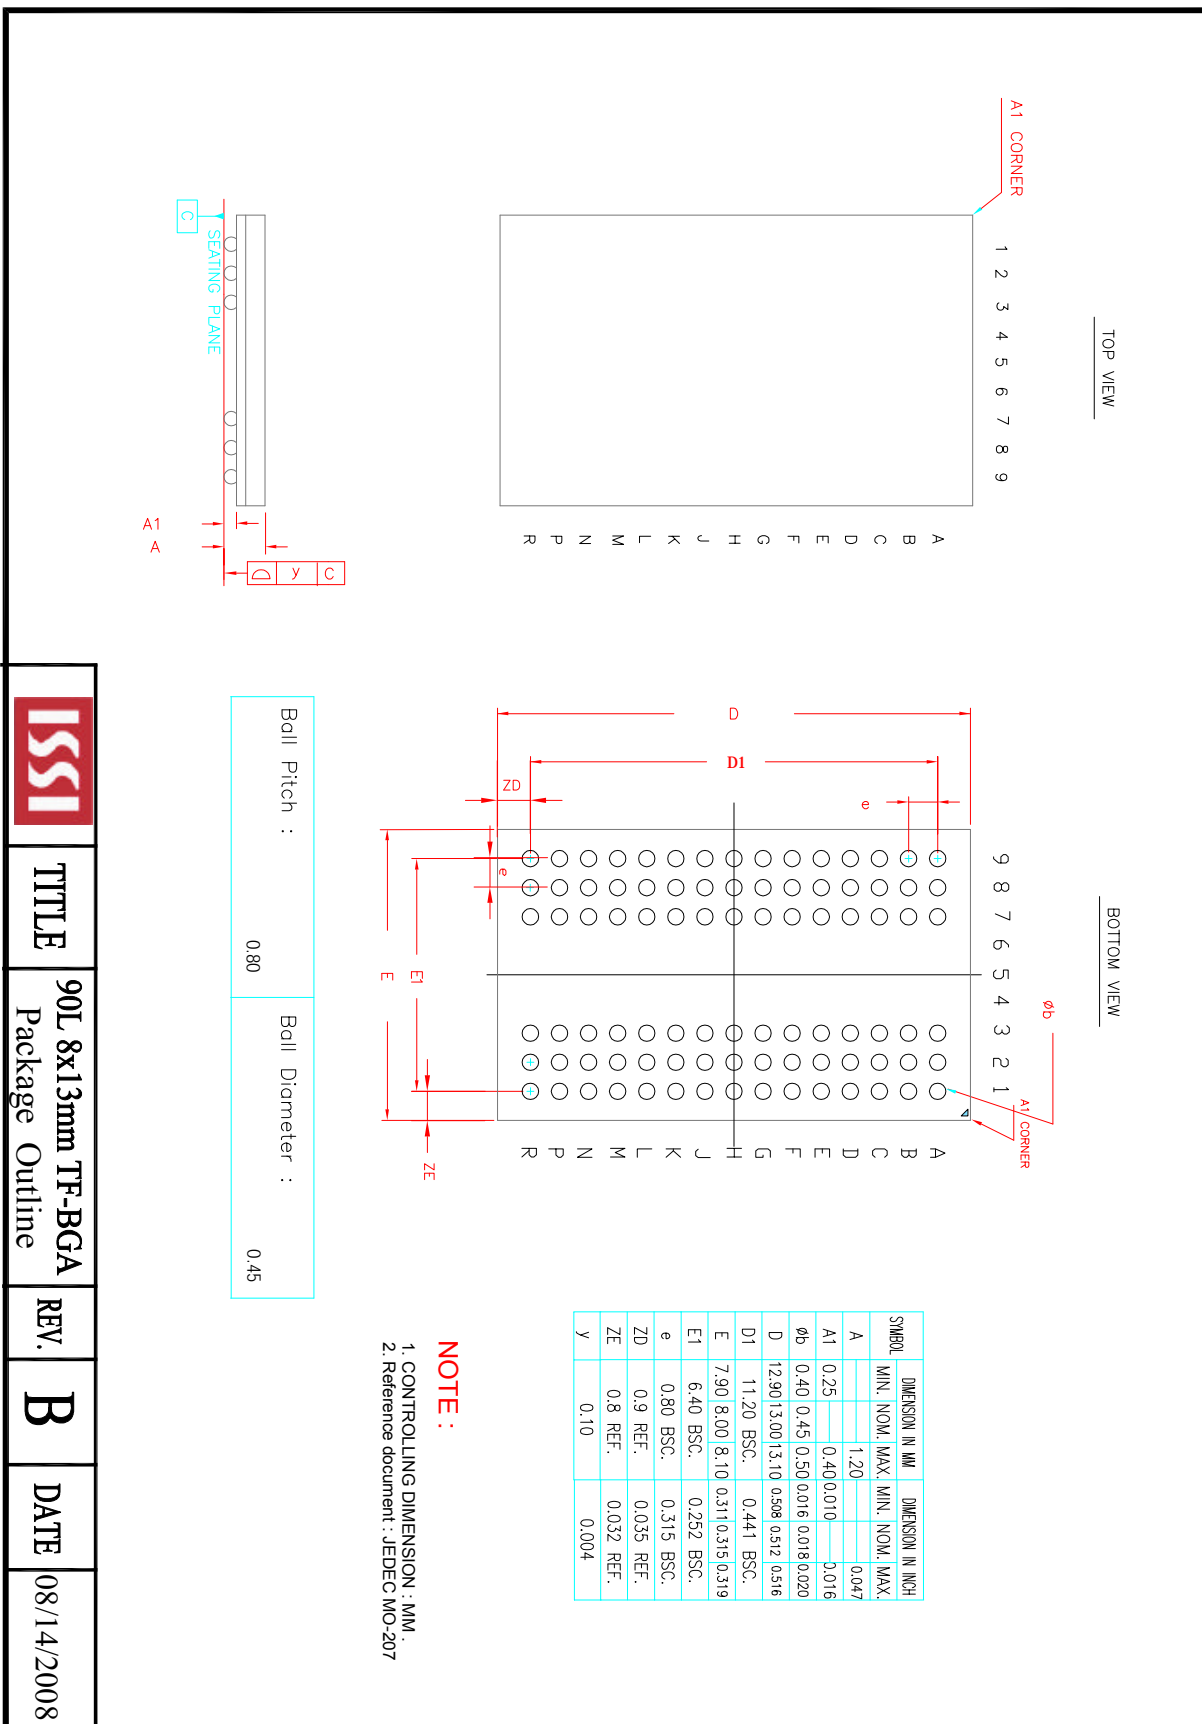 TOP VIEW
A1 CORNER
1 2 3 4 5 6 7 8 9
A
B
C
D
E
F
G
H
J
K
L
M
N
P
R
SEATING PLANE
C
A1
A
y C
BOTTOM VIEW
Øb
A1 CORNER
9 8 7 6 5 4 3 2 1
A
B
C
D
E
F
G
H
J
K
L
M
N
P
R
e
D1
D
ZD
e
E1
E
ZE
SYMBOL DIMENSION IN MM DIMENSION IN INCH
MIN. NOM. MAX. MIN. NOM. MAX.
A 1.20 0.047
A1 0.25 0.40 0.010 0.016
Øb 0.40 0.45 0.50 0.016 0.018 0.020
D 12.90 13.00 13.10 0.508 0.512 0.516
D1 11.20 BSC. 0.441 BSC.
E 7.90 8.00 8.10 0.311 0.315 0.319
E1 6.40 BSC. 0.252 BSC.
e 0.80 BSC. 0.315 BSC.
ZD 0.9 REF. 0.035 REF.
ZE 0.8 REF. 0.032 REF.
y 0.10 0.004
NOTE :
1. CONTROLLING DIMENSION : MM .
2. Reference document : JEDEC MO-207
Ball Pitch : 0.80
Ball Diameter : 0.45
ISSI
TITLE
90L 8x13mm TF-BGA
Package Outline
REV.
B
DATE
08/14/2008